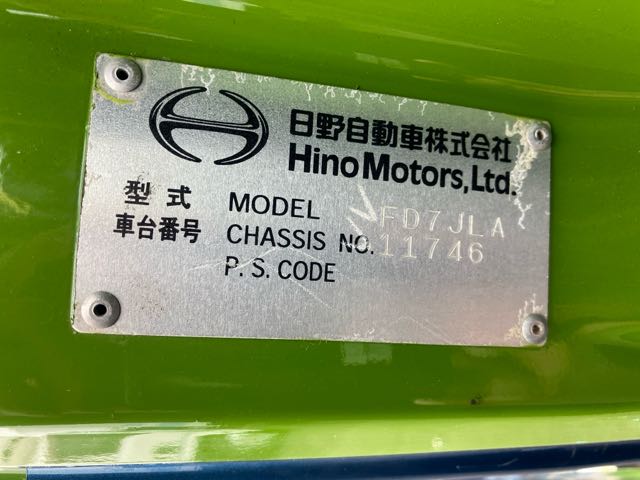 日野自動車株式会社
Hino Motors, Ltd.
型式 MODEL FD7JLA
車台番号 CHASSIS NO. 11746
P. S. CODE